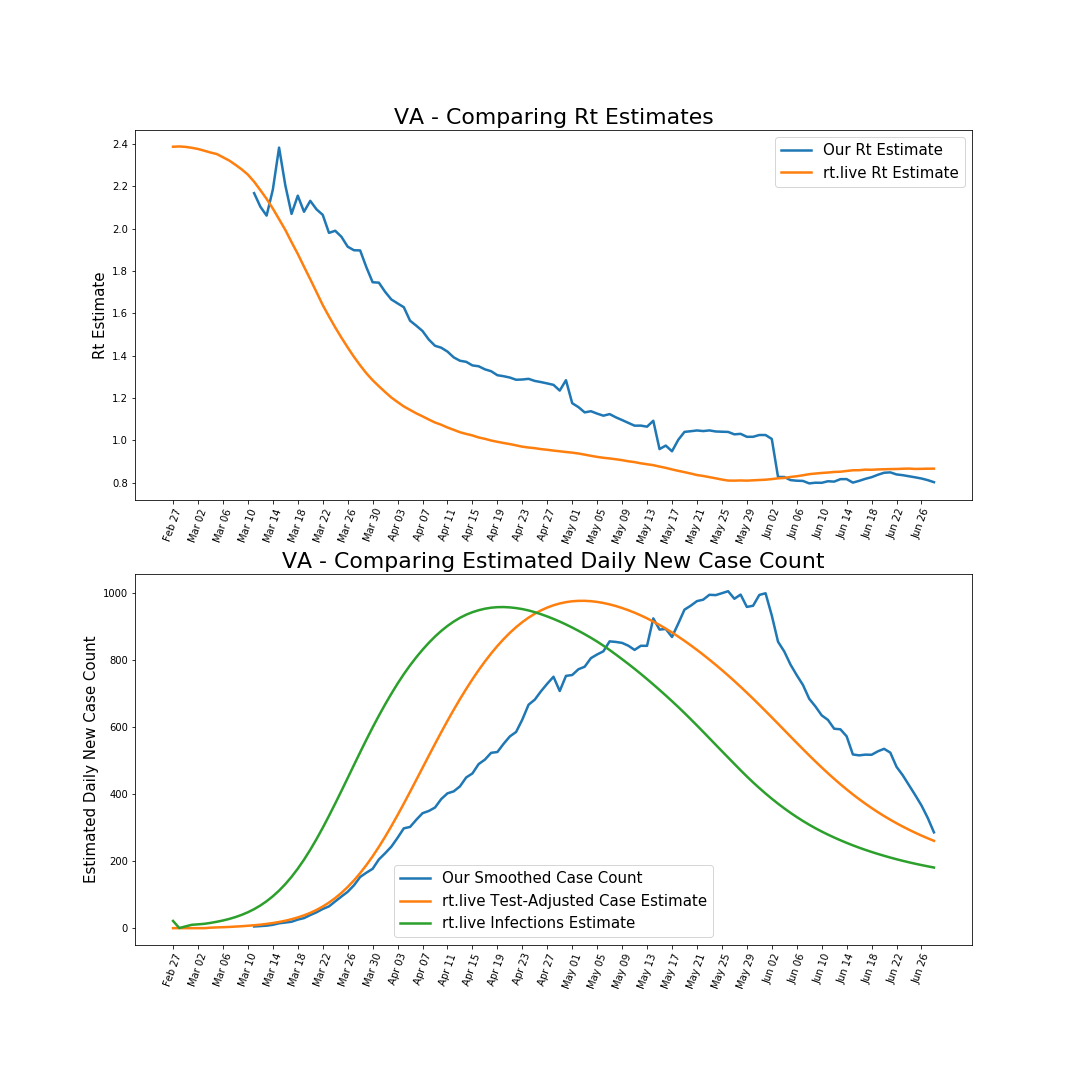 VA - Comparing Rt Estimates
Our Rt Estimate
rt.live Rt Estimate
Rt Estimate
2.4
2.2
2.0
1.8
1.6
1.4
1.2
1.0
0.8
Feb 27 Mar 02 Mar 06 Mar 10 Mar 14 Mar 18 Mar 22 Mar 26 Mar 30 Apr 03 Apr 07 Apr 11 Apr 15 Apr 19 Apr 23 Apr 27 May 01 May 05 May 09 May 13 May 17 May 21 May 25 May 29 Jun 02 Jun 06 Jun 10 Jun 14 Jun 18 Jun 22 Jun 26
VA - Comparing Estimated Daily New Case Count
Estimated Daily New Case Count
1000
800
600
400
200
0
Our Smoothed Case Count
rt.live Test-Adjusted Case Estimate
rt.live Infections Estimate
Feb 27 Mar 02 Mar 06 Mar 10 Mar 14 Mar 18 Mar 22 Mar 26 Mar 30 Apr 03 Apr 07 Apr 11 Apr 15 Apr 19 Apr 23 Apr 27 May 01 May 05 May 09 May 13 May 17 May 21 May 25 May 29 Jun 02 Jun 06 Jun 10 Jun 14 Jun 18 Jun 22 Jun 26